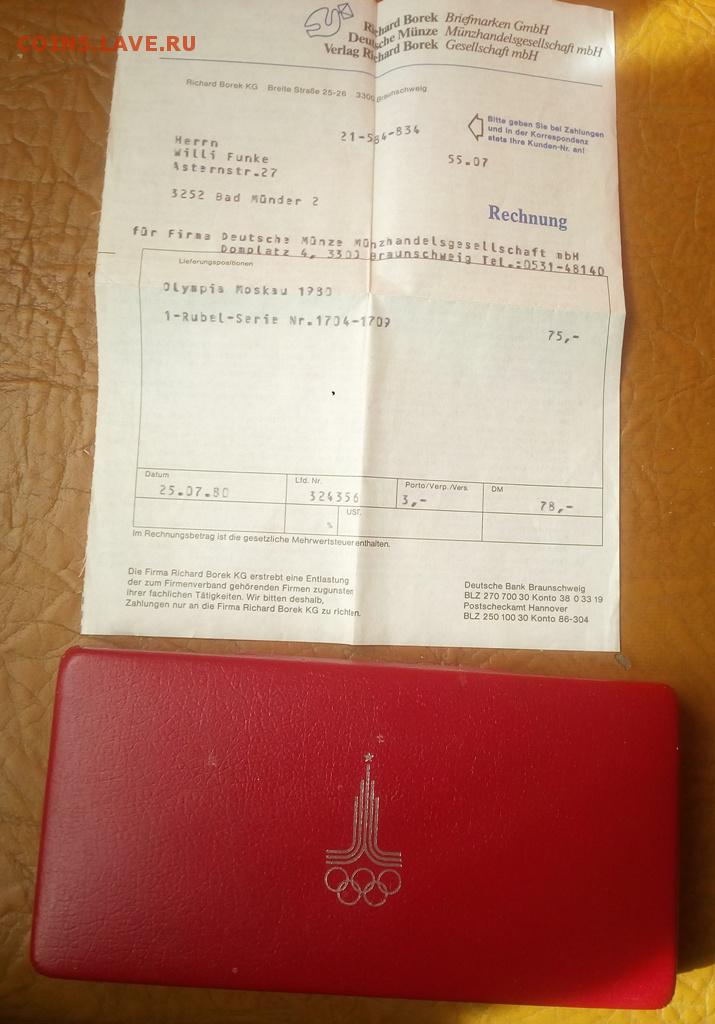 COINS.LAVE.RU
Richard Borek Briefmarken GmbH
Deutsche Münze Münzhandelsgesellschaft mbH
Verlag Richard Borek Gesellschaft mbH
Richard Borek KG Breite Straße 25-26 3300 Braunschweig
21-584-834
Bitte geben Sie bei Zahlungen
und in der Korrespondenz
stets Ihre Kunden-Nr. an!
Herrn
Willi Funke
Asternstr.27
55.07
3252 Bad Münder 2
Rechnung
für Firma Deutsche Münze Münzhandelsgesellschaft mbH
Domplatz 4, 3300 Braunschweig Tel.:0531-48140
Lieferungspositionen
Olympia Moskau 1980
1-Rubel-Serie Nr.1704-1709
75,-
Datum Lfd. Nr. Porto/Verp./Vers. DM
25.07.80 324356 3,- 78,-
% UST.
Im Rechnungsbetrag ist die gesetzliche Mehrwertsteuer enthalten.
Die Firma Richard Borek KG erstrebt eine Entlastung
der zum Firmenverband gehörenden Firmen zugunsten
ihrer fachlichen Tätigkeiten. Wir bitten deshalb,
Zahlungen nur an die Firma Richard Borek KG zu richten.
Deutsche Bank Braunschweig
BLZ 270 700 30 Konto 38 0 33 19
Postscheckamt Hannover
BLZ 250 100 30 Konto 86-304